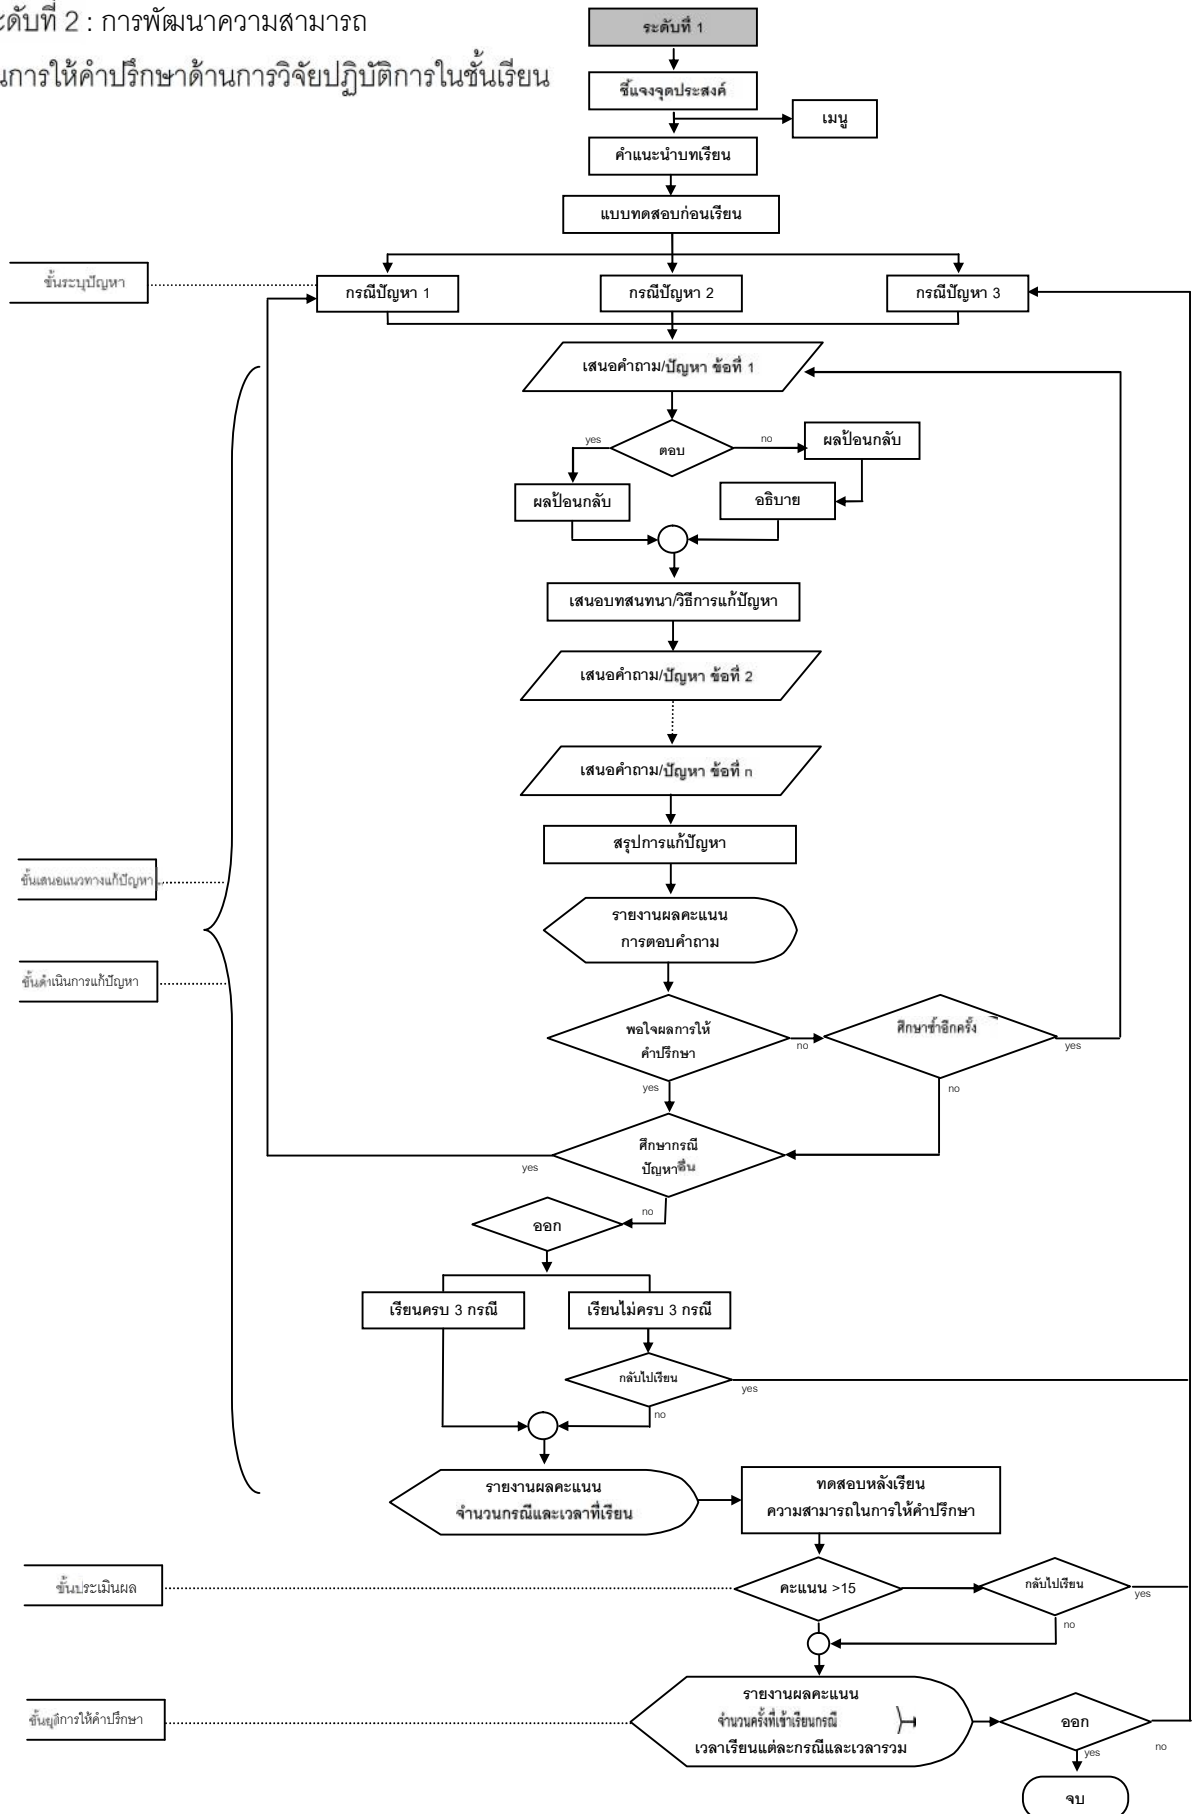 ระดับที่ 2 : การพัฒนาความสามารถ
ในการให้คำปรึกษาด้านการวิจัยปฏิบัติการในชั้นเรียน
ระดับที่ 1
ชี้แจงจุดประสงค์
เมนู
คำแนะนำบทเรียน
แบบทดสอบก่อนเรียน
ขั้นระบุปัญหา
กรณีปัญหา 1
กรณีปัญหา 2
กรณีปัญหา 3
เสนอคำถาม/ปัญหา ข้อที่ 1
yes
ตอบ
no
ผลป้อนกลับ
ผลป้อนกลับ
อธิบาย
เสนอบทสนทนา/วิธีการแก้ปัญหา
เสนอคำถาม/ปัญหา ข้อที่ 2
เสนอคำถาม/ปัญหา ข้อที่ n
สรุปการแก้ปัญหา
ขั้นเสนอแนวทางแก้ปัญหา
รายงานผลคะแนน
การตอบคำถาม
ขั้นดำเนินการแก้ปัญหา
พอใจผลการให้
คำปรึกษา
no
ศึกษาซ้ำอีกครั้ง
yes
yes
no
ศึกษากรณี
ปัญหาอื่น
yes
no
ออก
เรียนครบ 3 กรณี
เรียนไม่ครบ 3 กรณี
กลับไปเรียน
yes
no
รายงานผลคะแนน
จำนวนกรณีและเวลาที่เรียน
ทดสอบหลังเรียน
ความสามารถในการให้คำปรึกษา
ขั้นประเมินผล
คะแนน >15
กลับไปเรียน
yes
no
ขั้นยุติการให้คำปรึกษา
รายงานผลคะแนน
จำนวนครั้งที่เข้าเรียนกรณี
เวลาเรียนแต่ละกรณีและเวลารวม
ออก
yes
no
จบ